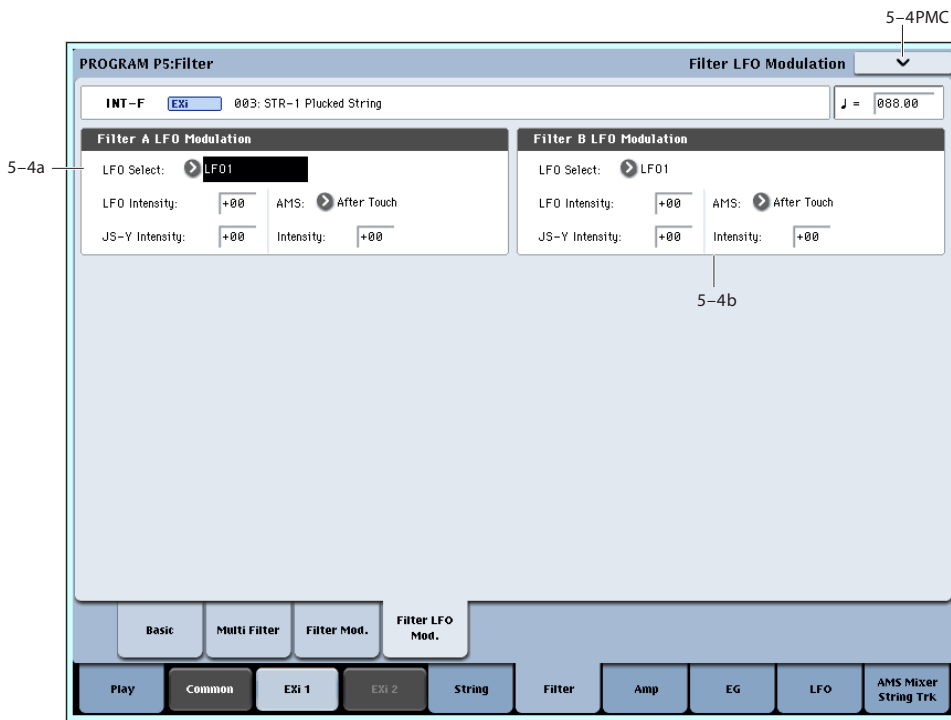 5–4PMC
PROGRAM P5:Filter
Filter LFO Modulation
INT–F EXi 003: STR–1 Plucked String
♩ = 088.00
Filter A LFO Modulation
5–4a
LFO Select: LFO1
LFO Intensity: +00 AMS: After Touch
JS–Y Intensity: +00 Intensity: +00
Filter B LFO Modulation
LFO Select: LFO1
LFO Intensity: +00 AMS: After Touch
JS–Y Intensity: +00 Intensity: +00
5–4b
Basic
Multi Filter
Filter Mod.
Filter LFO
Mod.
Play
Common
EXi 1
EXi 2
String
Filter
Amp
EG
LFO
AMS Mixer
String Trk